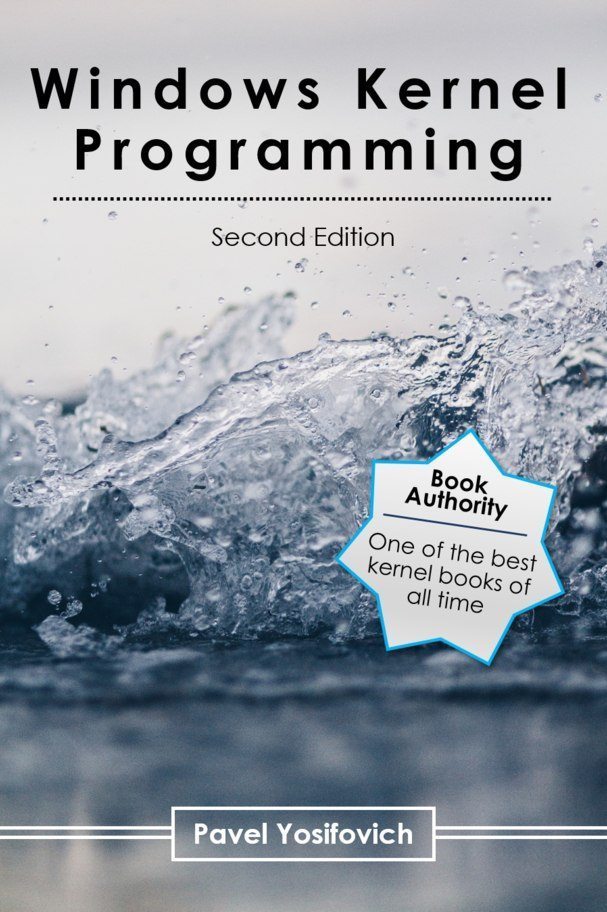 Windows Kernel
Programming
Second Edition
Book
Authority
One of the best
kernel books of
all time
Pavel Yosifovich